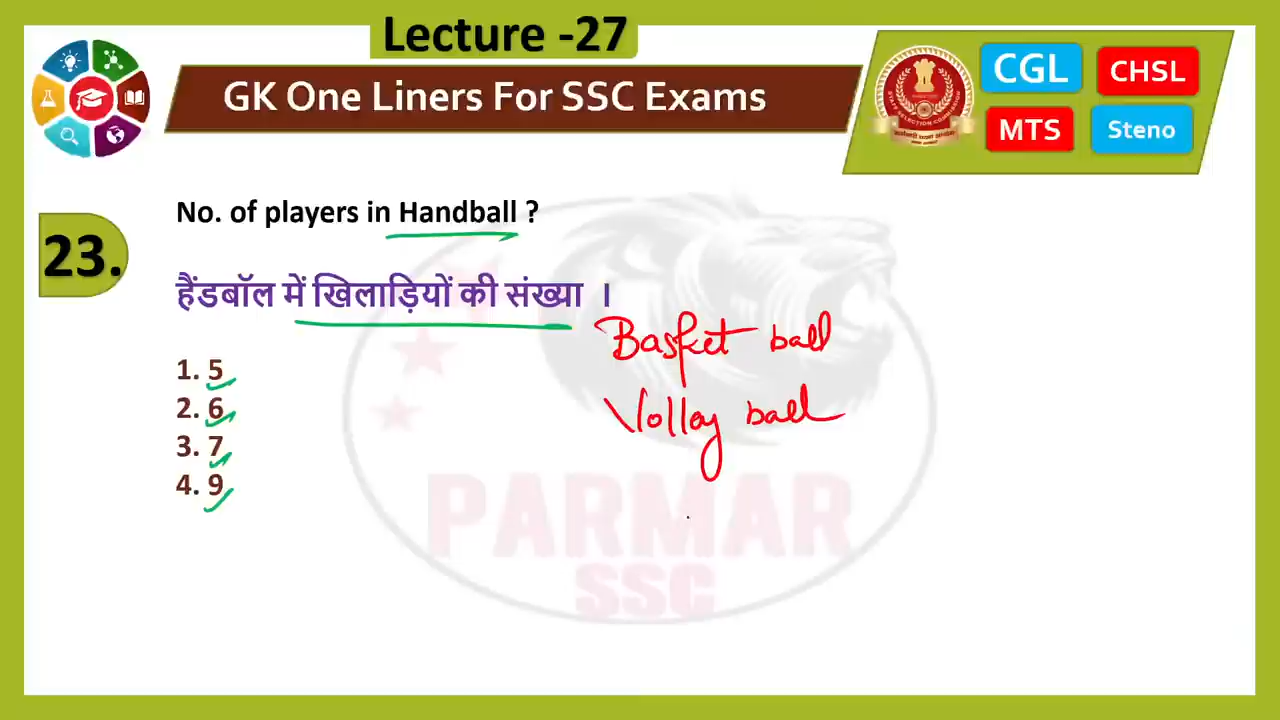 Lecture -27
GK One Liners For SSC Exams
CGL
CHSL
MTS
Steno
23.
No. of players in Handball ?
हैंडबॉल में खिलाड़ियों की संख्या ।
Basket ball
Volley ball
1. 5
2. 6
3. 7
4. 9
PARMAR
SSC